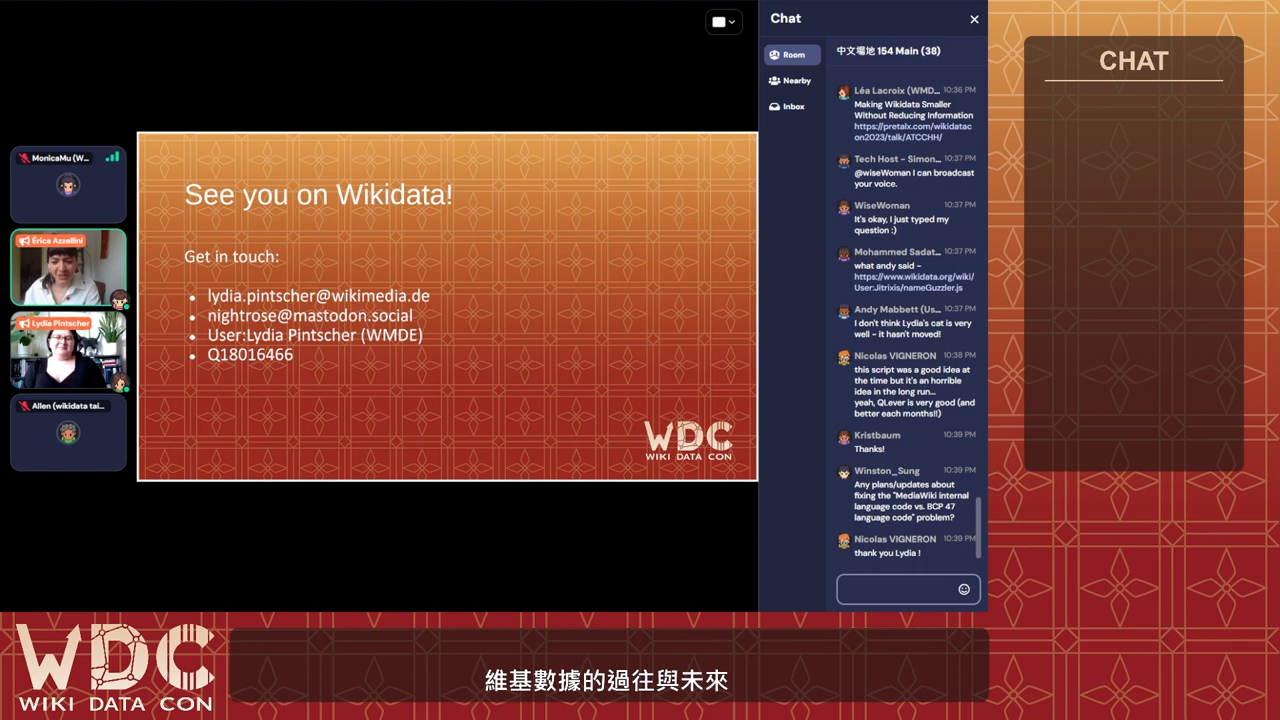 Chat
Room
Nearby
Inbox
中文場地 154 Main (38)
Léa Lacroix (WMD... 10:36 PM
Making Wikidata Smaller
Without Reducing Information
https://pretalx.com/wikidatac
on2023/talk/ATCCHH/
Tech Host - Simon... 10:37 PM
@wiseWoman I can broadcast
your voice.
WiseWoman 10:37 PM
It's okay, I just typed my
question :)
Mohammed Sadat... 10:37 PM
what andy said -
https://www.wikidata.org/wiki/
User:Jitrixis/nameGuzzler.js
Andy Mabbett (Us... 10:37 PM
I don't think Lydia's cat is very
well - it hasn't moved!
Nicolas VIGNERON 10:38 PM
this script was a good idea at
the time but it's an horrible
idea in the long run...
yeah, QLever is very good (and
better each months!!)
Kristbaum 10:39 PM
Thanks!
Winston_Sung 10:39 PM
Any plans/updates about
fixing the "MediaWiki internal
language code vs. BCP 47
language code" problem?
Nicolas VIGNERON 10:39 PM
thank you Lydia !
MonicaMu (W...
Érica Azzellini
Lydia Pintscher
Allen (wikidata tai...
See you on Wikidata!
Get in touch:
lydia.pintscher@wikimedia.de
nightrose@mastodon.social
User:Lydia Pintscher (WMDE)
Q18016466
WDC
WIKI DATA CON
CHAT
WDC
WIKI DATA CON
維基數據的過往與未來